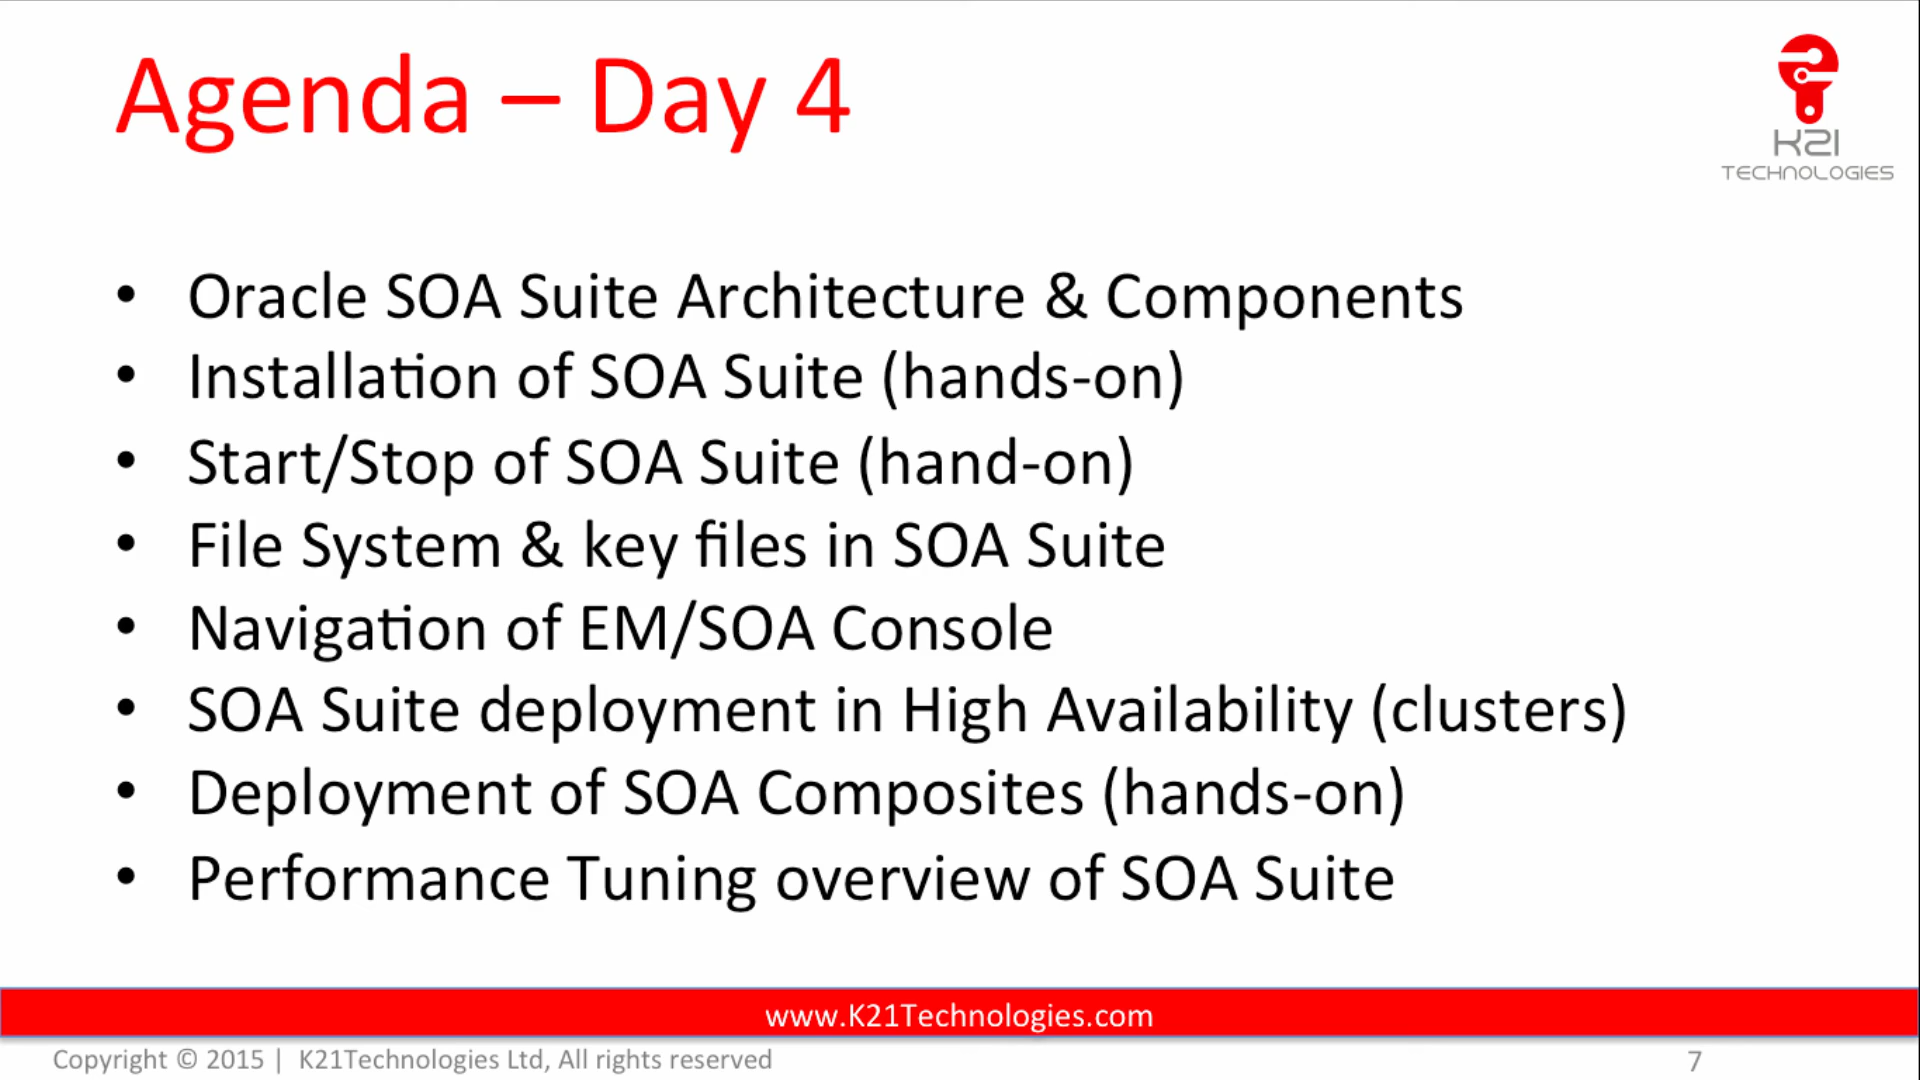 Agenda – Day 4
K21
TECHNOLOGIES
• Oracle SOA Suite Architecture & Components
• Installation of SOA Suite (hands-on)
• Start/Stop of SOA Suite (hand-on)
• File System & key files in SOA Suite
• Navigation of EM/SOA Console
• SOA Suite deployment in High Availability (clusters)
• Deployment of SOA Composites (hands-on)
• Performance Tuning overview of SOA Suite
www.K21Technologies.com
Copyright © 2015 | K21Technologies Ltd, All rights reserved
7